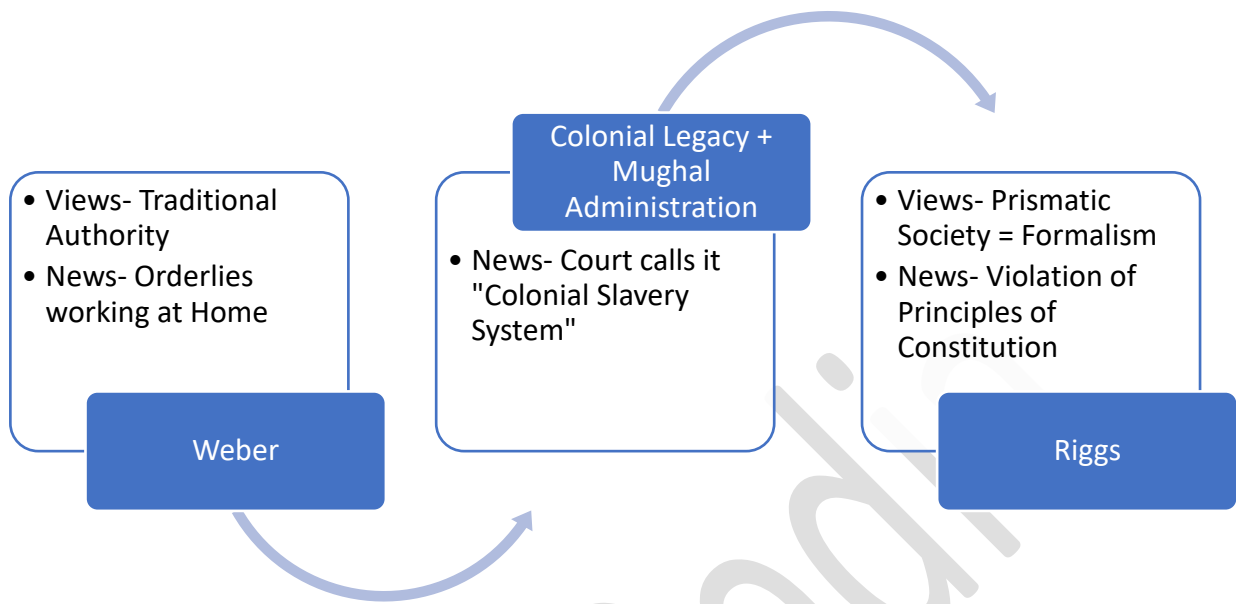 • Views- Traditional
Authority
• News- Orderlies
working at Home
Weber
Colonial Legacy +
Mughal
Administration
• News- Court calls it
"Colonial Slavery
System"
• Views- Prismatic
Society = Formalism
• News- Violation of
Principles of
Constitution
Riggs